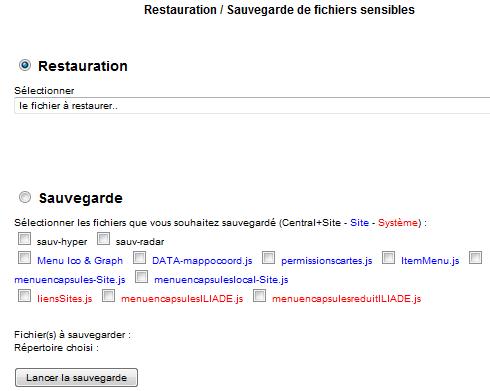 Restauration / Sauvegarde de fichiers sensibles
Restauration
Sélectionner
le fichier à restaurer..
Sauvegarde
Sélectionner les fichiers que vous souhaitez sauvegardé (Central+Site - Site - Système) :
sauv-hyper sauv-radar
Menu Ico & Graph DATA-mappocoord.js permissionscartes.js ItemMenu.js
menuencapsules-Site.js menuencapsuleslocal-Site.js
liensSites.js menuencapsulesILIADE.js menuencapsulesreduitILIADE.js
Fichier(s) à sauvegarder :
Répertoire choisi :
Lancer la sauvegarde